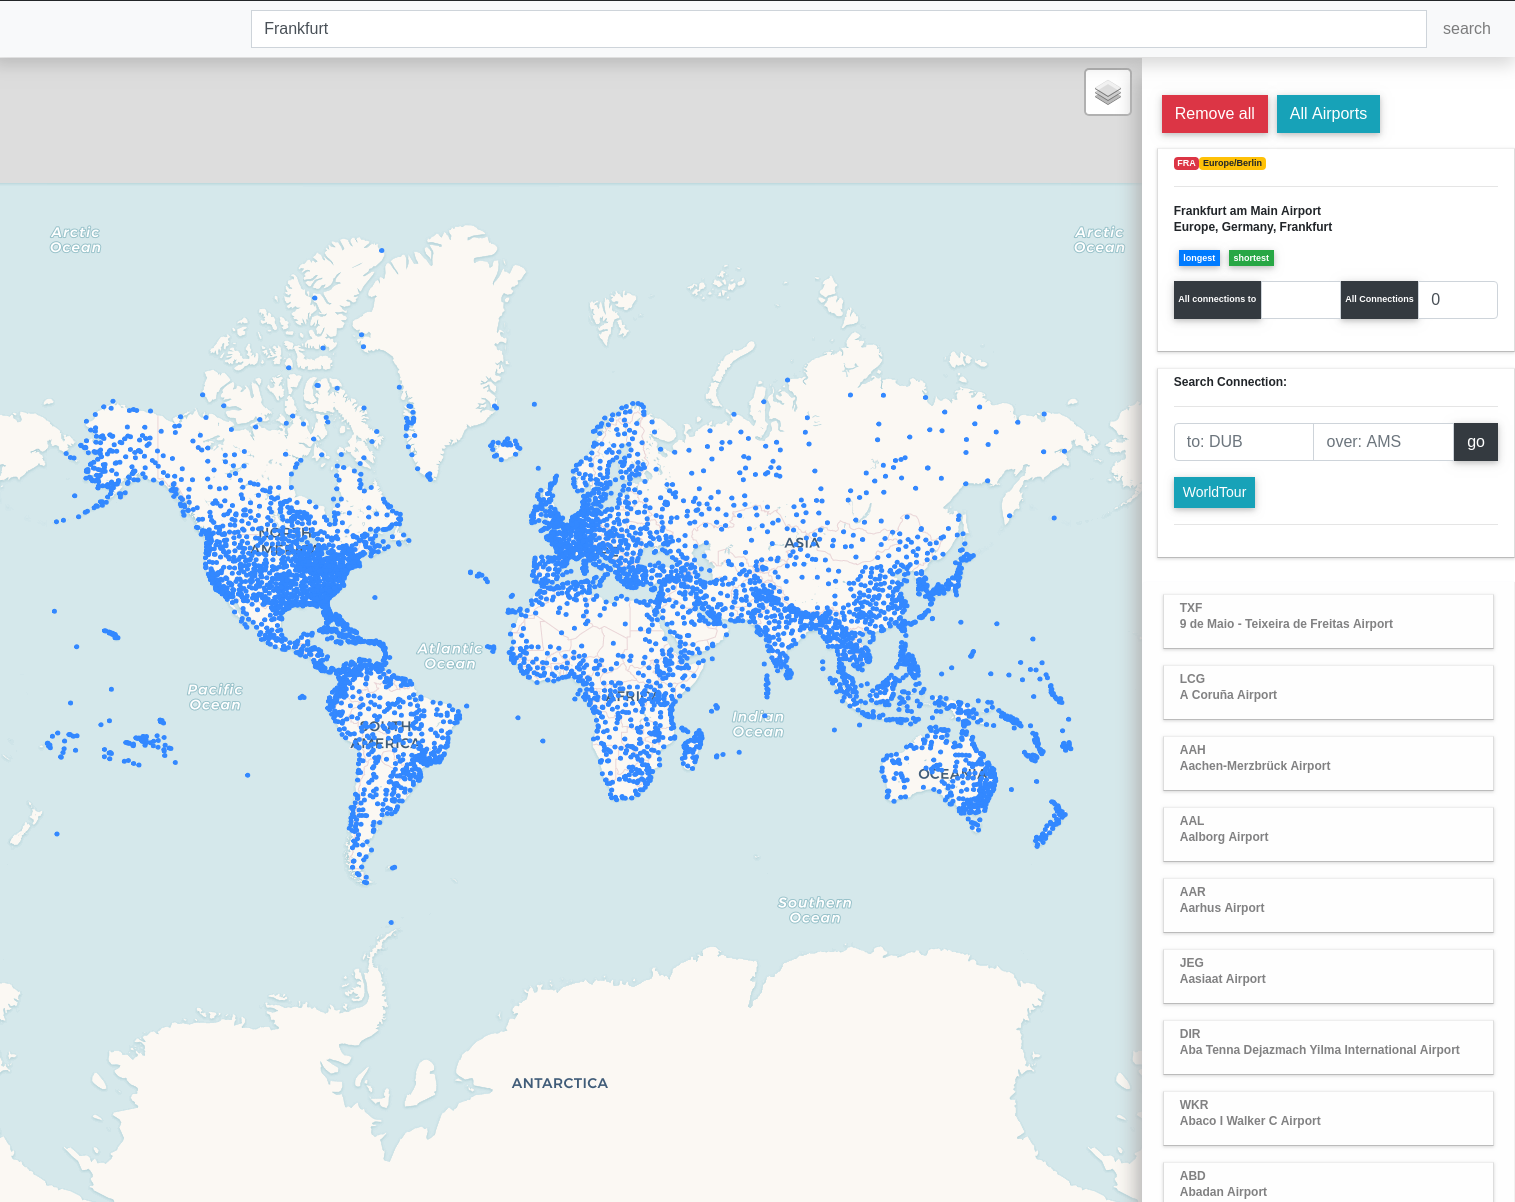 Frankfurt
search
Remove all
All Airports
FRA Europe/Berlin
Frankfurt am Main Airport
Europe, Germany, Frankfurt
longest shortest
All connections to
All Connections
0
Search Connection:
to: DUB
over: AMS
go
WorldTour
TXF
9 de Maio - Teixeira de Freitas Airport
LCG
A Coruña Airport
AAH
Aachen-Merzbrück Airport
AAL
Aalborg Airport
AAR
Aarhus Airport
JEG
Aasiaat Airport
DIR
Aba Tenna Dejazmach Yilma International Airport
WKR
Abaco I Walker C Airport
ABD
Abadan Airport
Arctic
Ocean
Arctic
Ocean
NORTH
AMERICA
ASIA
Atlantic
Ocean
Pacific
Ocean
AFRICA
Indian
Ocean
SOUTH
AMERICA
OCEANIA
Southern
Ocean
ANTARCTICA